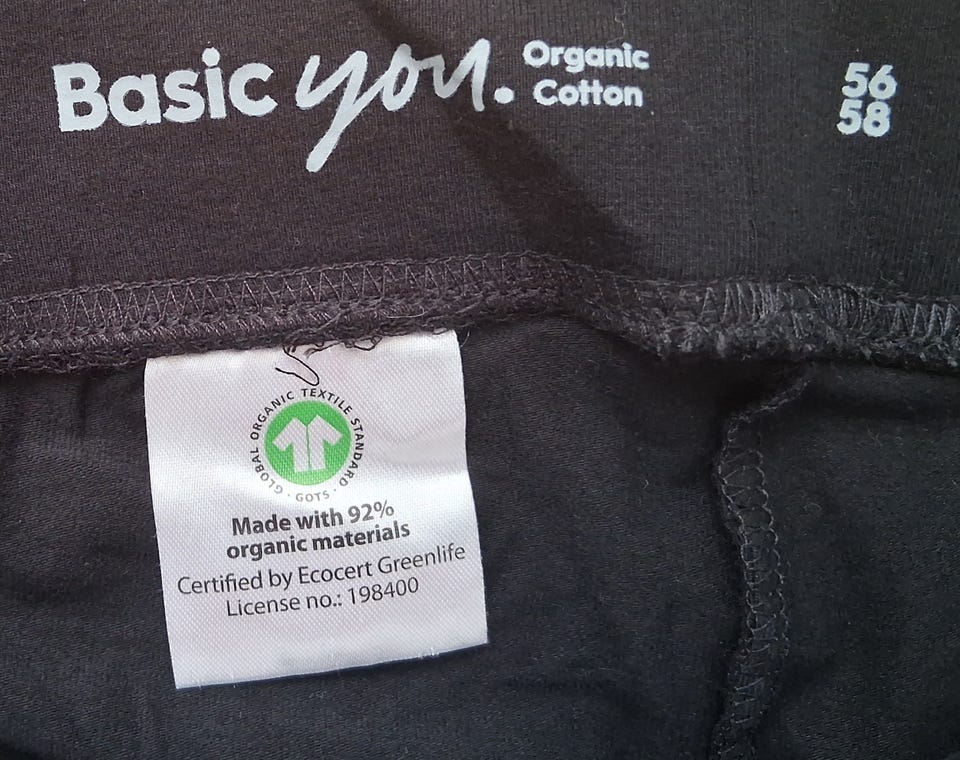 Basic you. Organic
Cotton
56
58
GLOBAL ORGANIC TEXTILE STANDARD · GOTS ·
Made with 92%
organic materials
Certified by Ecocert Greenlife
License no.: 198400